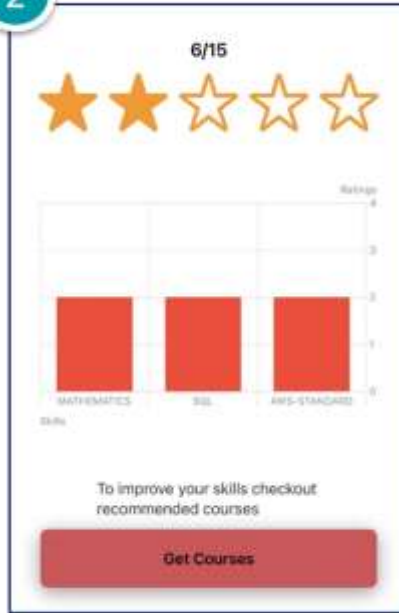 2
6/15
Ratings
4
3
2
1
0
MATHEMATICS SQL AWS-STANDARD
Skills
To improve your skills checkout
recommended courses
Get Courses